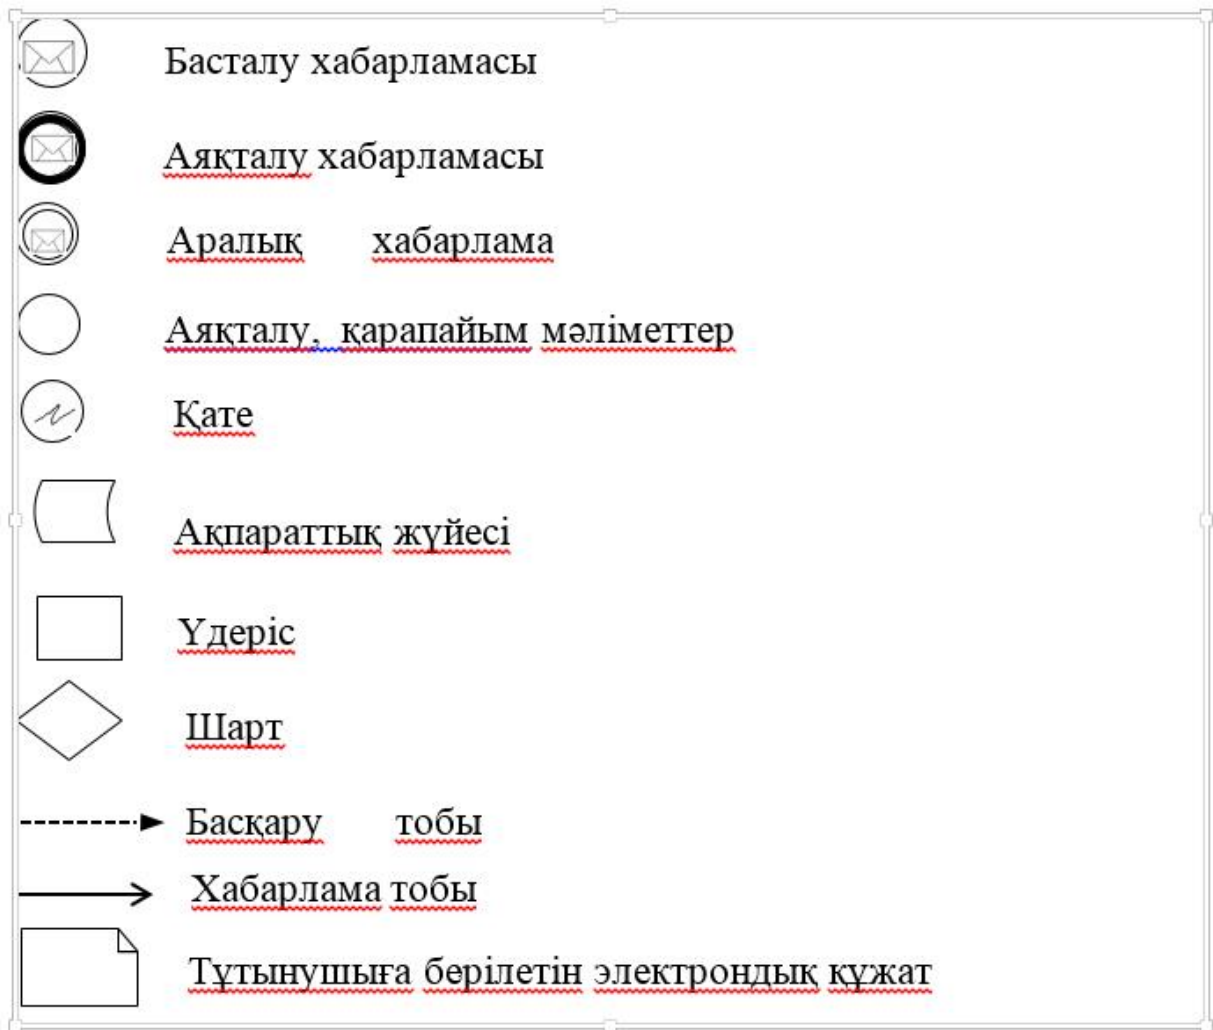 Басталу хабарламасы
Аяқталу хабарламасы
Аралық хабарлама
Аяқталу, қарапайым мәліметтер
Қате
Ақпараттық жүйесі
Үдеріс
Шарт
Басқару тобы
Хабарлама тобы
Тұтынушыға берілетін электрондық құжат